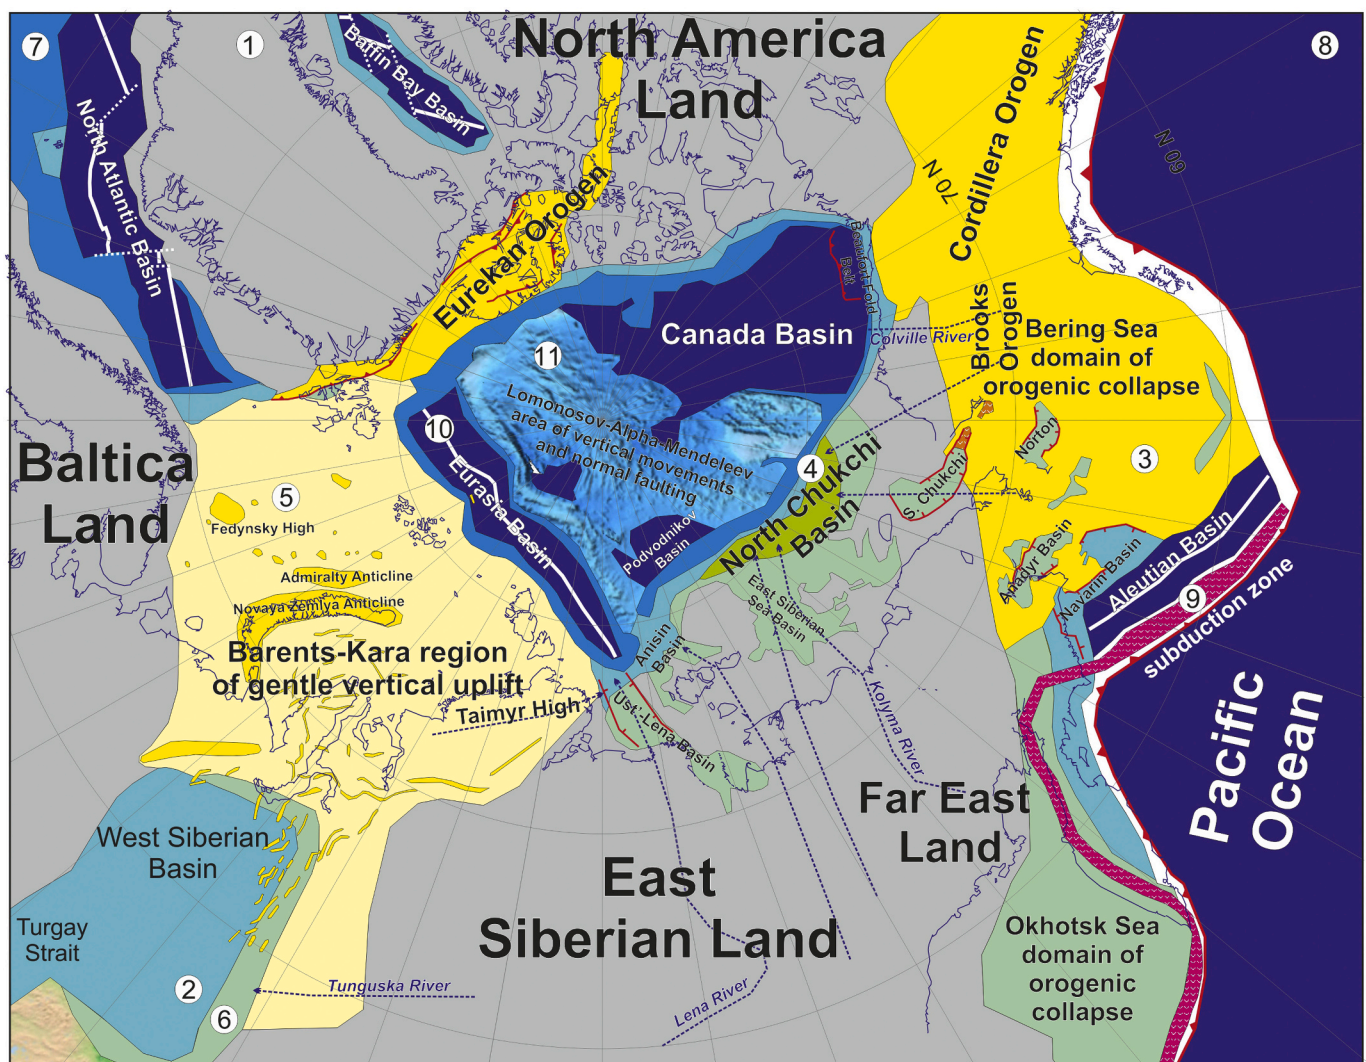 7
1
8
North America
Land
Baffin Bay Basin
North Atlantic Basin
60 N
70 N
Cordillera Orogen
Eurekan Orogen
Beaufort Fold
Belt
Canada Basin
Colville River
Brooks
Orogen
Bering Sea
domain of
orogenic collapse
11
Lomonosov-Alpha-Mendeleev
area of vertical movements
and normal faulting
10
Eurasia Basin
Baltica
Land
5
Fedynsky High
Admiralty Anticline
Novaya Zemlya Anticline
Barents-Kara region
of gentle vertical uplift
Taimyr High
4
North Chukchi
Basin
Podvodnikov
Basin
S. Chukchi
Norton
3
Anadyr Basin
Navarin Basin
Aleutian Basin
9
subduction zone
East Siberian
Sea Basin
Anisin
Basin
Ust'-Lena Basin
Kolyma River
Pacific
Ocean
Far East
Land
West Siberian
Basin
Turgay
Strait
East
Siberian Land
Okhotsk Sea
domain of
orogenic
collapse
2
6
Tunguska River
Lena River